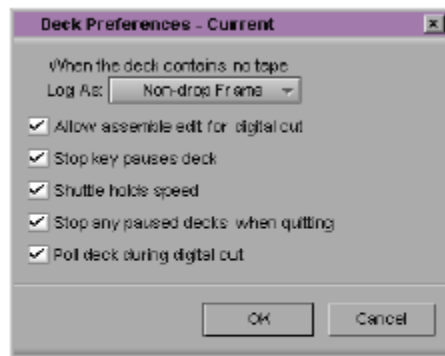 Deck Preferences - Current
When the deck contains no tape
Log As: Non-drop Frame
Allow assemble edit for digital cut
Stop key pauses deck
Shuttle holds speed
Stop any paused decks when quitting
Poll deck during digital cut
OK Cancel